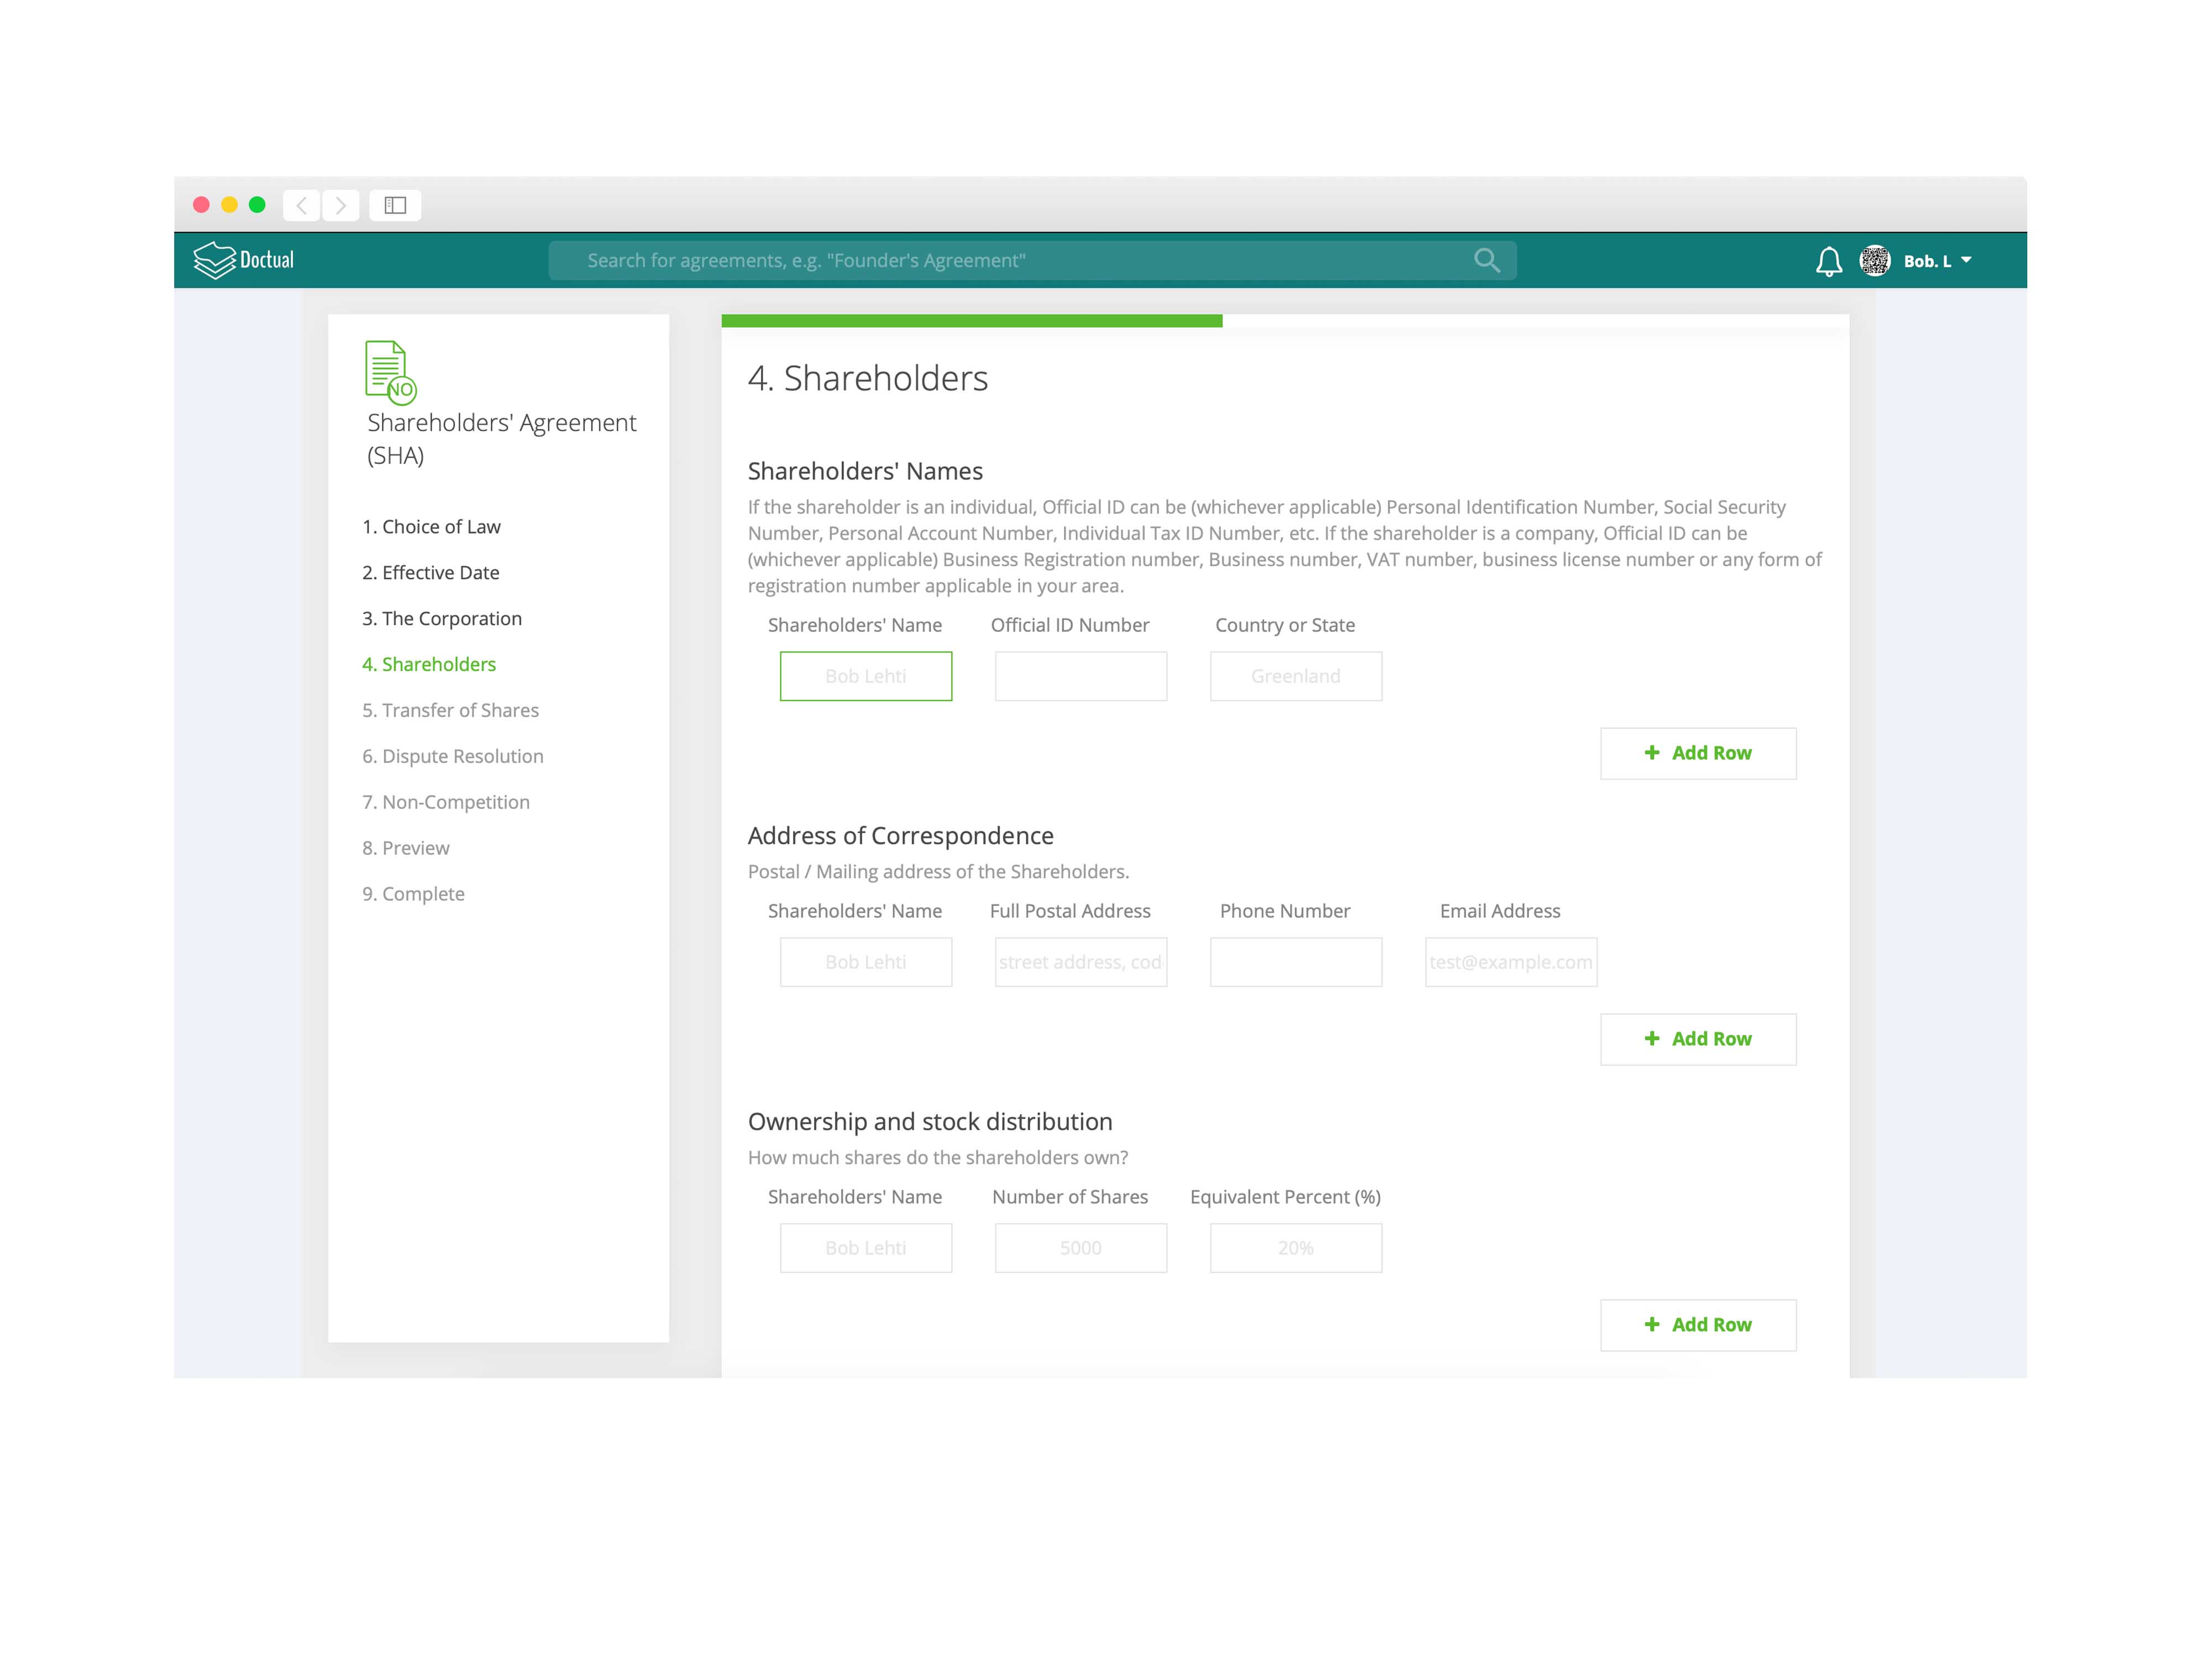 Doctual
Search for agreements, e.g. "Founder's Agreement"
Bob. L
NO
Shareholders' Agreement
(SHA)
1. Choice of Law
2. Effective Date
3. The Corporation
4. Shareholders
5. Transfer of Shares
6. Dispute Resolution
7. Non-Competition
8. Preview
9. Complete
4. Shareholders
Shareholders' Names
If the shareholder is an individual, Official ID can be (whichever applicable) Personal Identification Number, Social Security
Number, Personal Account Number, Individual Tax ID Number, etc. If the shareholder is a company, Official ID can be
(whichever applicable) Business Registration number, Business number, VAT number, business license number or any form of
registration number applicable in your area.
Shareholders' Name Official ID Number Country or State
Bob Lehti Greenland
+ Add Row
Address of Correspondence
Postal / Mailing address of the Shareholders.
Shareholders' Name Full Postal Address Phone Number Email Address
Bob Lehti street address, cod test@example.com
+ Add Row
Ownership and stock distribution
How much shares do the shareholders own?
Shareholders' Name Number of Shares Equivalent Percent (%)
Bob Lehti 5000 20%
+ Add Row